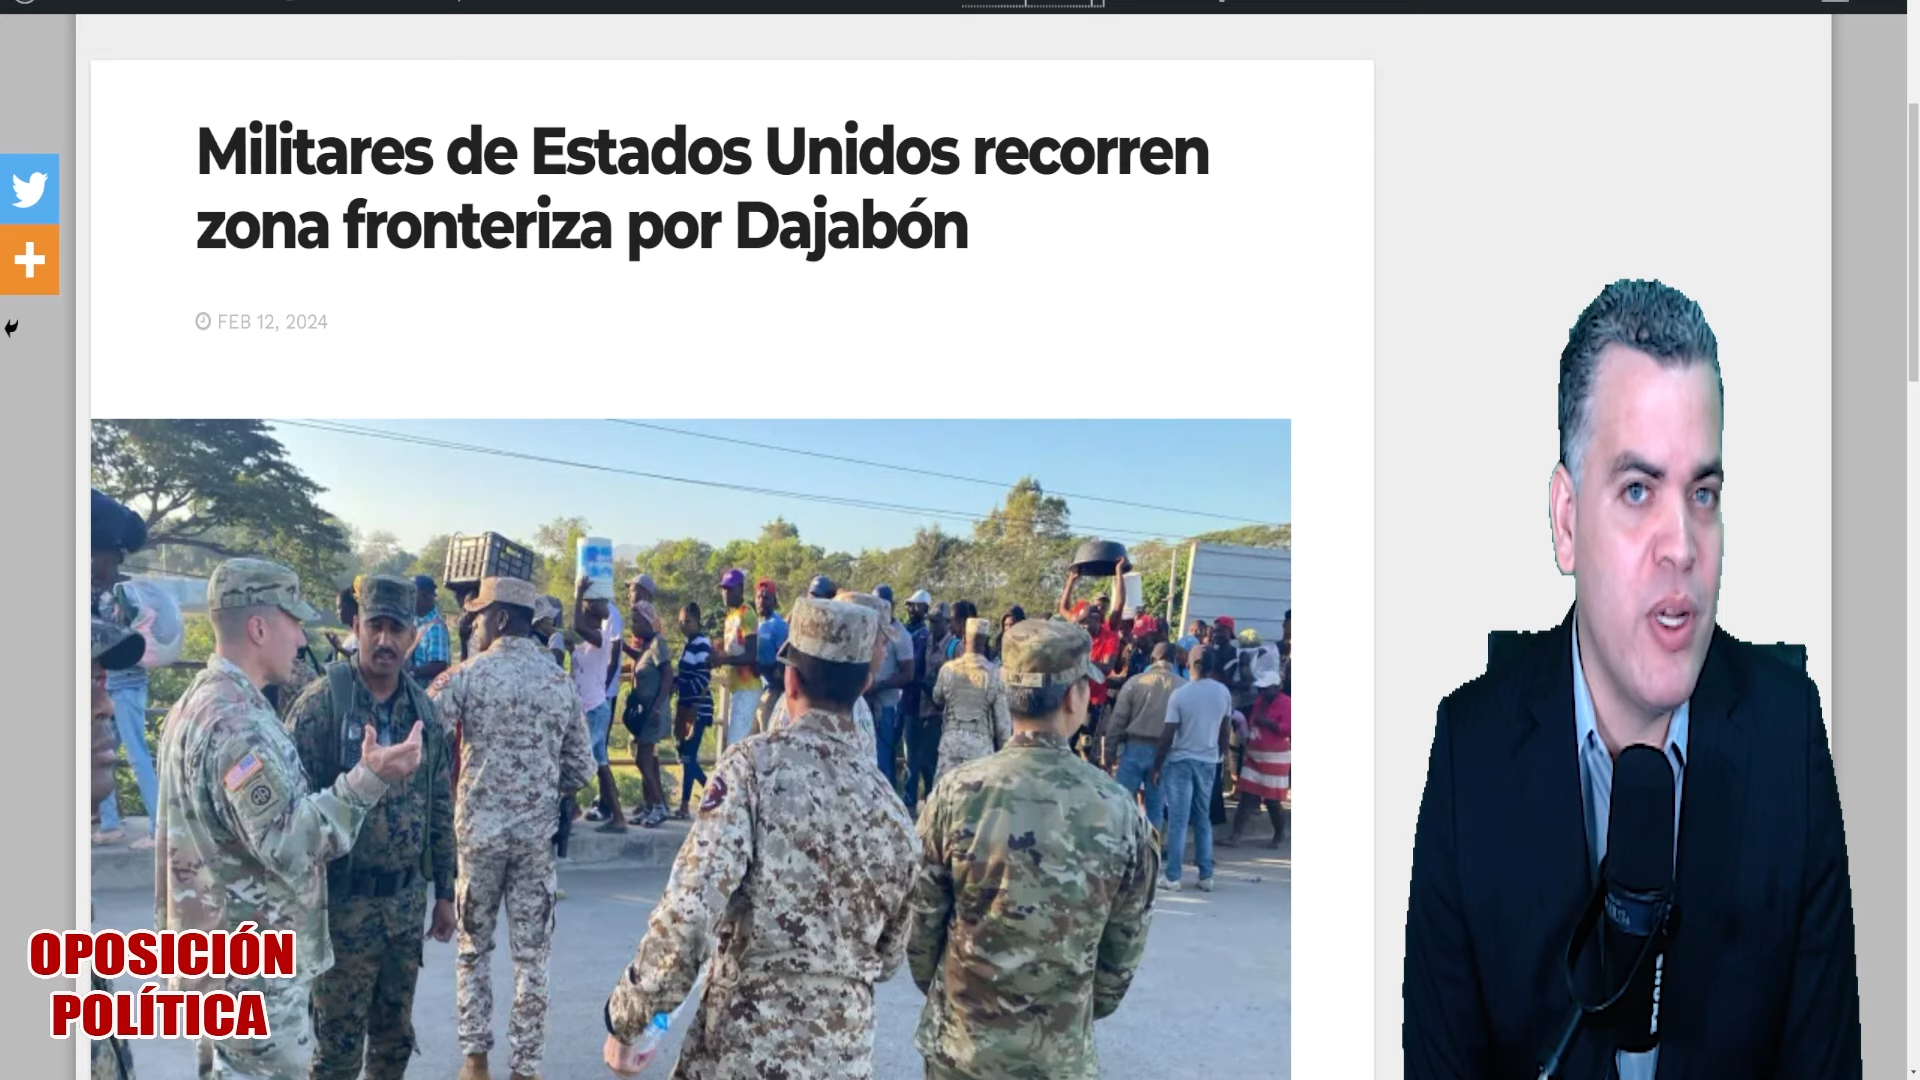 Militares de Estados Unidos recorren
zona fronteriza por Dajabón
FEB 12, 2024
OPOSICIÓN
POLÍTICA